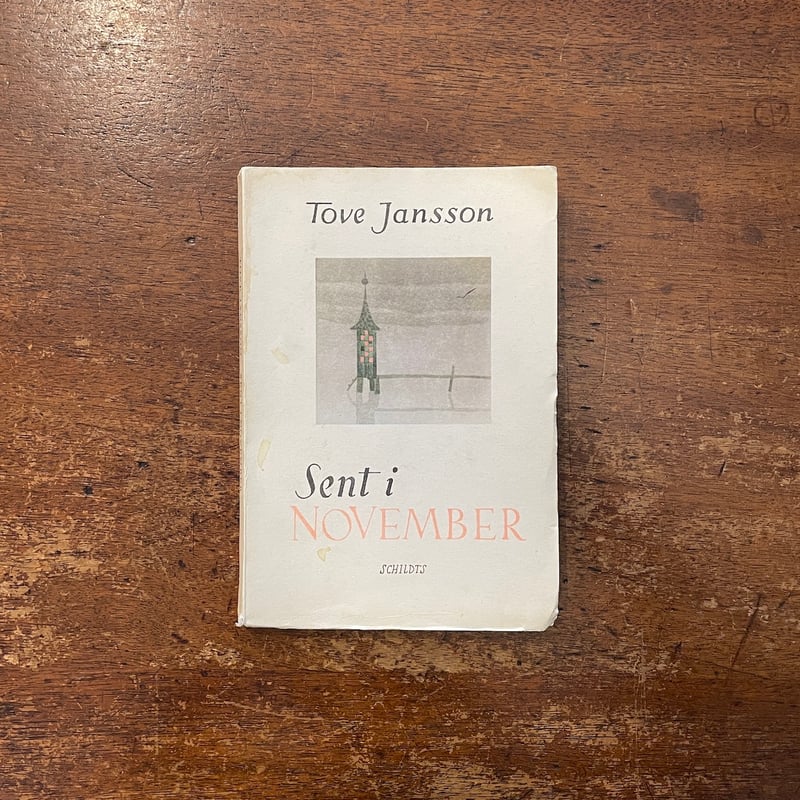 Tove Jansson
Sent i
NOVEMBER
SCHILDTS